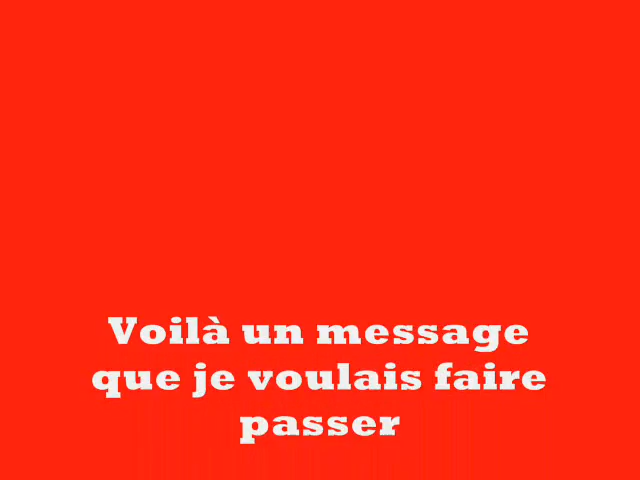 Voilà un message
que je voulais faire
passer